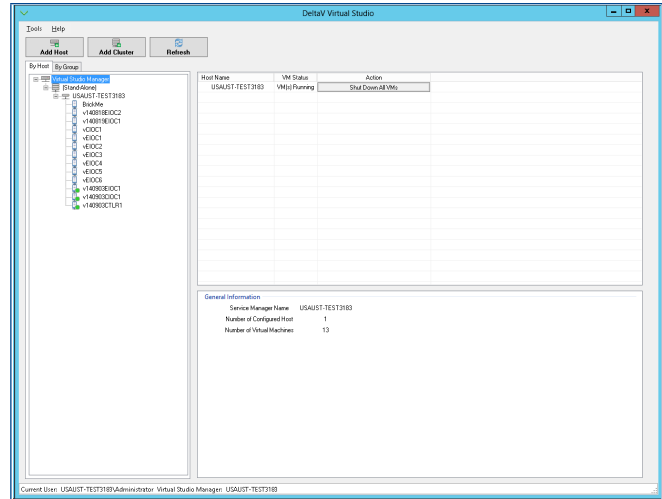 DeltaV Virtual Studio
Tools Help
Add Host Add Cluster Refresh
By Host By Group
Virtual Studio Manager
(Stand-Alone)
USAUST-TEST3183
BrickMe
v140818EIOC2
v140819EIOC1
vCIOC1
vEIOC1
vEIOC2
vEIOC3
vEIOC4
vEIOC5
vEIOC6
v140903EIOC1
v140903CIOC1
v140903CTLR1
Host Name VM Status Action
USAUST-TEST3183 VM(s) Running Shut Down All VMs
General Information
Service Manager Name USAUST-TEST3183
Number of Configured Host 1
Number of Virtual Machines 13
Current User: USAUST-TEST3183\Administrator Virtual Studio Manager: USAUST-TEST3183